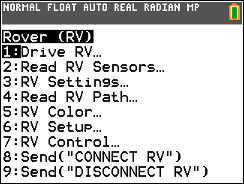 NORMAL FLOAT AUTO REAL RADIAN MP
Rover (RV)
1:Drive RV…
2:Read RV Sensors…
3:RV Settings…
4:Read RV Path…
5:RV Color…
6:RV Setup…
7:RV Control…
8:Send("CONNECT RV")
9:Send("DISCONNECT RV")